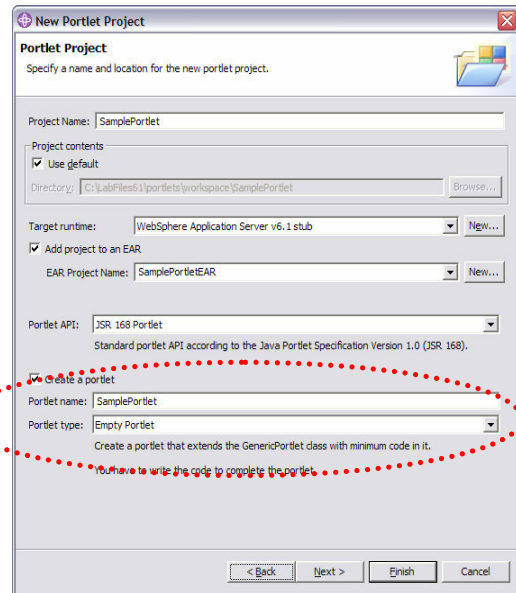 New Portlet Project
Portlet Project
Specify a name and location for the new portlet project.
Project Name: SamplePortlet
Project contents
Use default
Directory: C:\LabFiles61\portlets\workspace\SamplePortlet Browse...
Target runtime: WebSphere Application Server v6.1 stub New...
Add project to an EAR
EAR Project Name: SamplePortletEAR New...
Portlet API: JSR 168 Portlet
Standard portlet API according to the Java Portlet Specification Version 1.0 (JSR 168).
Create a portlet
Portlet name: SamplePortlet
Portlet type: Empty Portlet
Create a portlet that extends the GenericPortlet class with minimum code in it.
You have to write the code to complete the portlet.
< Back Next > Finish Cancel